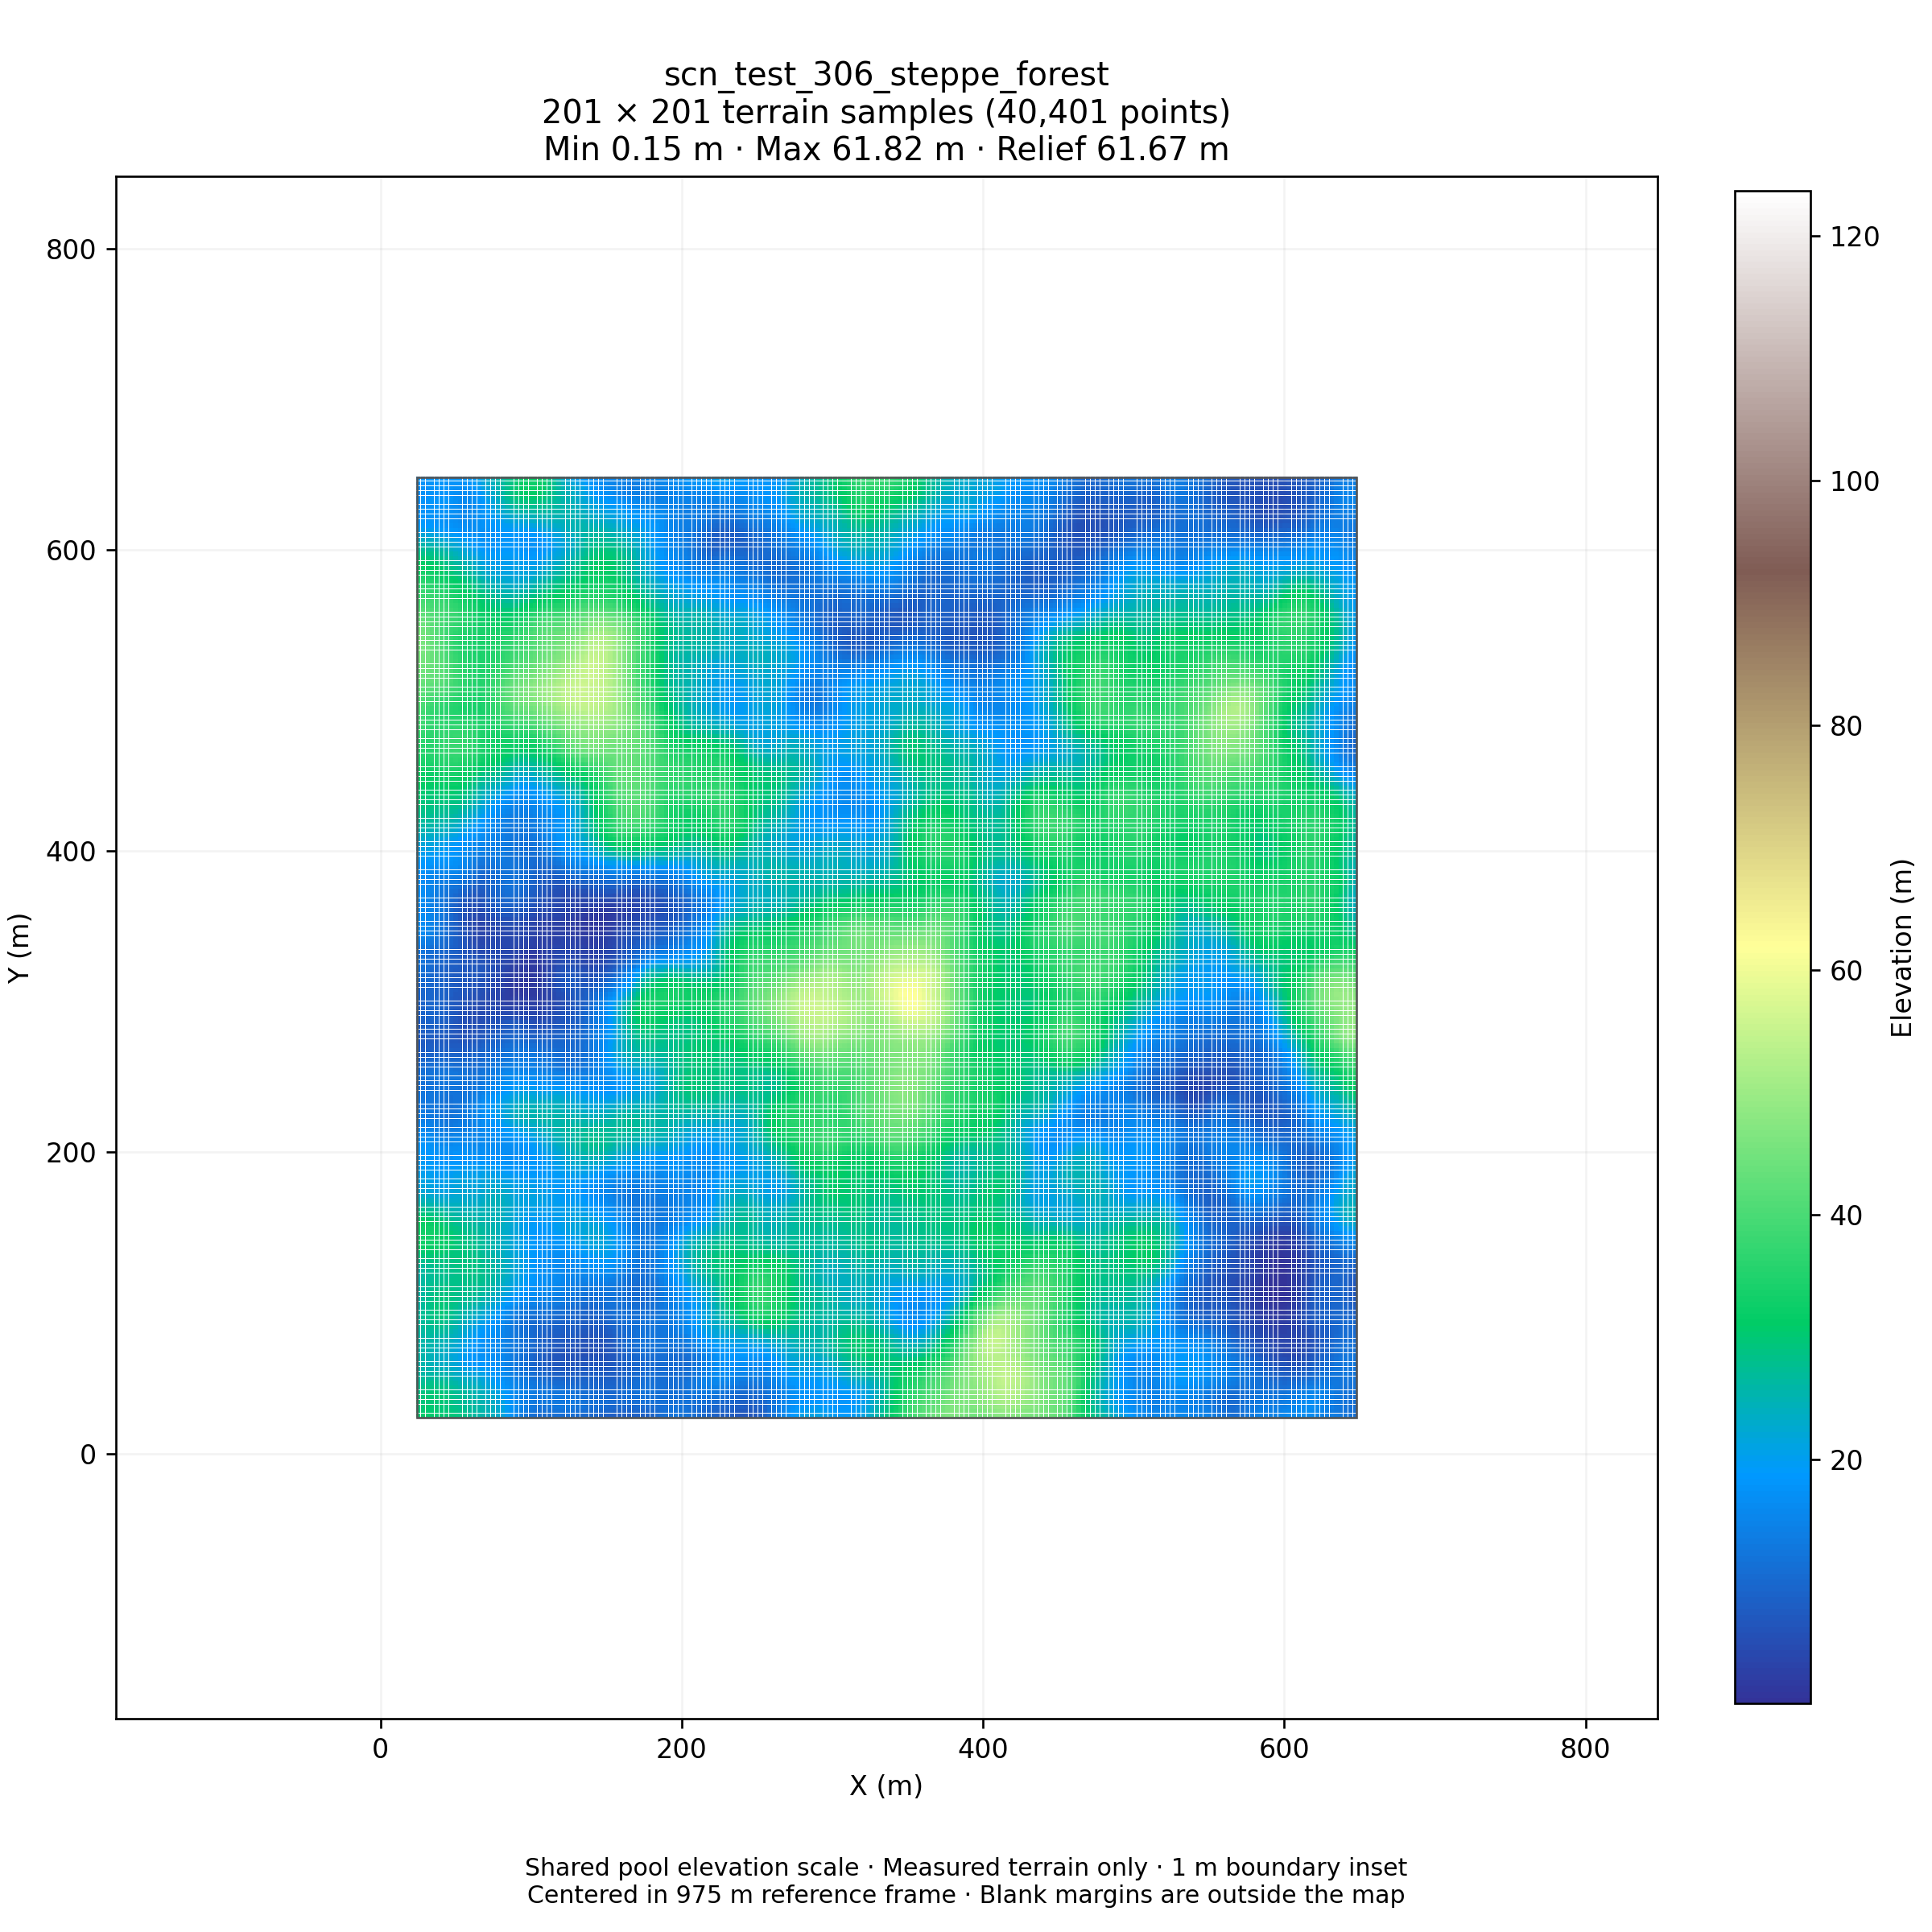 scn_test_306_steppe_forest
201 × 201 terrain samples (40,401 points)
Min 0.15 m · Max 61.82 m · Relief 61.67 m
800
600
400
200
0
Y (m)
0
200
400
600
800
X (m)
120
100
80
60
40
20
Elevation (m)
Shared pool elevation scale · Measured terrain only · 1 m boundary inset
Centered in 975 m reference frame · Blank margins are outside the map